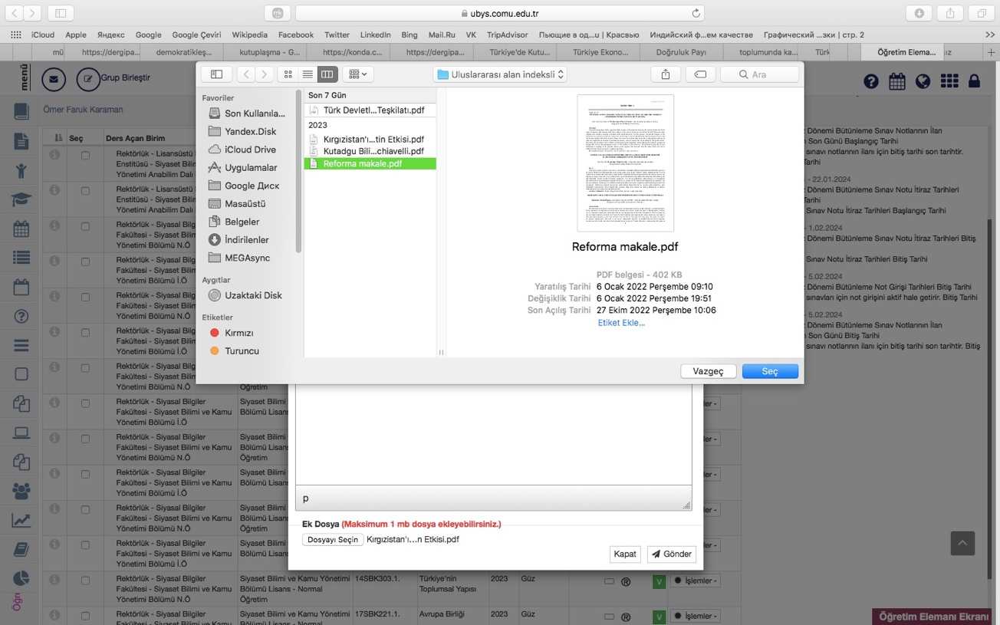 ubys.comu.edu.tr
iCloud Apple Яндекс Google Google Çeviri Wikipedia Facebook Twitter LinkedIn Bing Mail.Ru VK TripAdvisor Пьющие в од...u | Красвью Индийский ф...ем качестве Графический ...зки | стр. 2
mü https://dergipa... demokratikleş... kutuplaşma - G... https://konda.c... https://dergipa... Türkiye'de Kutu... Türkiye Ekono... Doğruluk Payı toplumunda ka... Türk Öğretim Elema... ız
menü
Grup Birleştir
Uluslararası alan indeksli
Ara
Ömer Faruk Karaman
Seç Dersi Açan Birim
Favoriler
Son Kullanıla...
Yandex.Disk
iCloud Drive
Uygulamalar
Google Диск
Masaüstü
Belgeler
İndirilenler
MEGAsync
Aygıtlar
Uzaktaki Disk
Etiketler
Kırmızı
Turuncu
Son 7 Gün
Türk Devletl...Teşkilatı.pdf
2023
Kırgızistan'ı...tin Etkisi.pdf
Kutadgu Bili...chiavelli.pdf
Reforma makale.pdf
Reforma makale.pdf
PDF belgesi - 402 KB
Yaratılış Tarihi 6 Ocak 2022 Perşembe 09:10
Değişiklik Tarihi 6 Ocak 2022 Perşembe 19:51
Son Açılış Tarihi 27 Ekim 2022 Perşembe 10:06
Etiket Ekle...
Vazgeç Seç
Dönemi Bütünleme Sınav Notlarının İlan
Son Günü Başlangıç Tarihi
sınavı notlarının ilanı için bitiş tarihi son tarihtir.
Tarihi
- 22.01.2024
Dönemi Bütünleme Sınav Notu İtiraz Tarihleri
Tarihi
Sınav Notu İtiraz Tarihleri Başlangıç Tarihi
- 1.02.2024
Dönemi Bütünleme Sınav Notu İtiraz Tarihleri Bitiş
Sınav Notu İtiraz Tarihleri Bitiş Tarihi
- 5.02.2024
Dönemi Bütünleme Not Girişi Tarihleri Bitiş Tarihi
sınavları için not girişini aktif hale getirir. Bitiş Tarihi
- 5.02.2024
Dönemi Bütünleme Sınav Notlarının İlan
Son Günü Bitiş Tarihi
sınavı notlarının ilanı için bitiş tarihi son tarihtir. Bitiş
Rektörlük - Lisansüstü
Enstitüsü - Siyaset Bilim
Yönetimi Anabilim Dalı
Rektörlük - Lisansüstü
Enstitüsü - Siyaset Bilim
Yönetimi Anabilim Dalı
Rektörlük - Siyasal Bilg
Fakültesi - Siyaset Bilim
Yönetimi Bölümü N.Ö
Rektörlük - Siyasal Bilg
Fakültesi - Siyaset Bilim
Yönetimi Bölümü İ.Ö
Rektörlük - Siyasal Bilg
Fakültesi - Siyaset Bilim
Yönetimi Bölümü N.Ö
Rektörlük - Siyasal Bilg
Fakültesi - Siyaset Bilim
Yönetimi Bölümü İ.Ö
Rektörlük - Siyasal Bilg
Fakültesi - Siyaset Bilim
Yönetimi Bölümü N.Ö Öğretim
Rektörlük - Siyasal Bilgiler Siyaset Bilimi
Fakültesi - Siyaset Bilimi ve Kamu Bölümü Lisans
Yönetimi Bölümü İ.Ö
Rektörlük - Siyasal Bilgiler Siyaset Bilimi
Fakültesi - Siyaset Bilimi ve Kamu Bölümü Lisans
Yönetimi Bölümü N.Ö Öğretim
Rektörlük - Siyasal Bilgiler Siyaset Bilimi
Fakültesi - Siyaset Bilimi ve Kamu Bölümü Lisans
Yönetimi Bölümü İ.Ö
Rektörlük - Siyasal Bilgiler Siyaset Bilimi
Fakültesi - Siyaset Bilimi ve Kamu Bölümü Lisans
Yönetimi Bölümü N.Ö Öğretim
Rektörlük - Siyasal Bilgiler Siyaset Bilimi
Fakültesi - Siyaset Bilimi ve Kamu Bölümü Lisans
Yönetimi Bölümü İ.Ö
p
Ek Dosya (Maksimum 1 mb dosya ekleyebilirsiniz.)
Dosyayı Seçin Kırgızistan'ı...n Etkisi.pdf
Kapat Gönder
Rektörlük - Siyasal Bilgiler Siyaset Bilimi ve Kamu Yönetimi 14SBK303.1. Türkiye'nin 2023 Güz V İşlemler -
Fakültesi - Siyaset Bilimi ve Kamu Bölümü Lisans - Normal Toplumsal Yapısı
Yönetimi Bölümü N.Ö Öğretim
Rektörlük - Siyasal Bilgiler Siyaset Bilimi ve Kamu Yönetimi 17SBK221.1. Avrupa Birliği 2023 Güz V İşlemler -
Öğretim Elemanı Ekranı